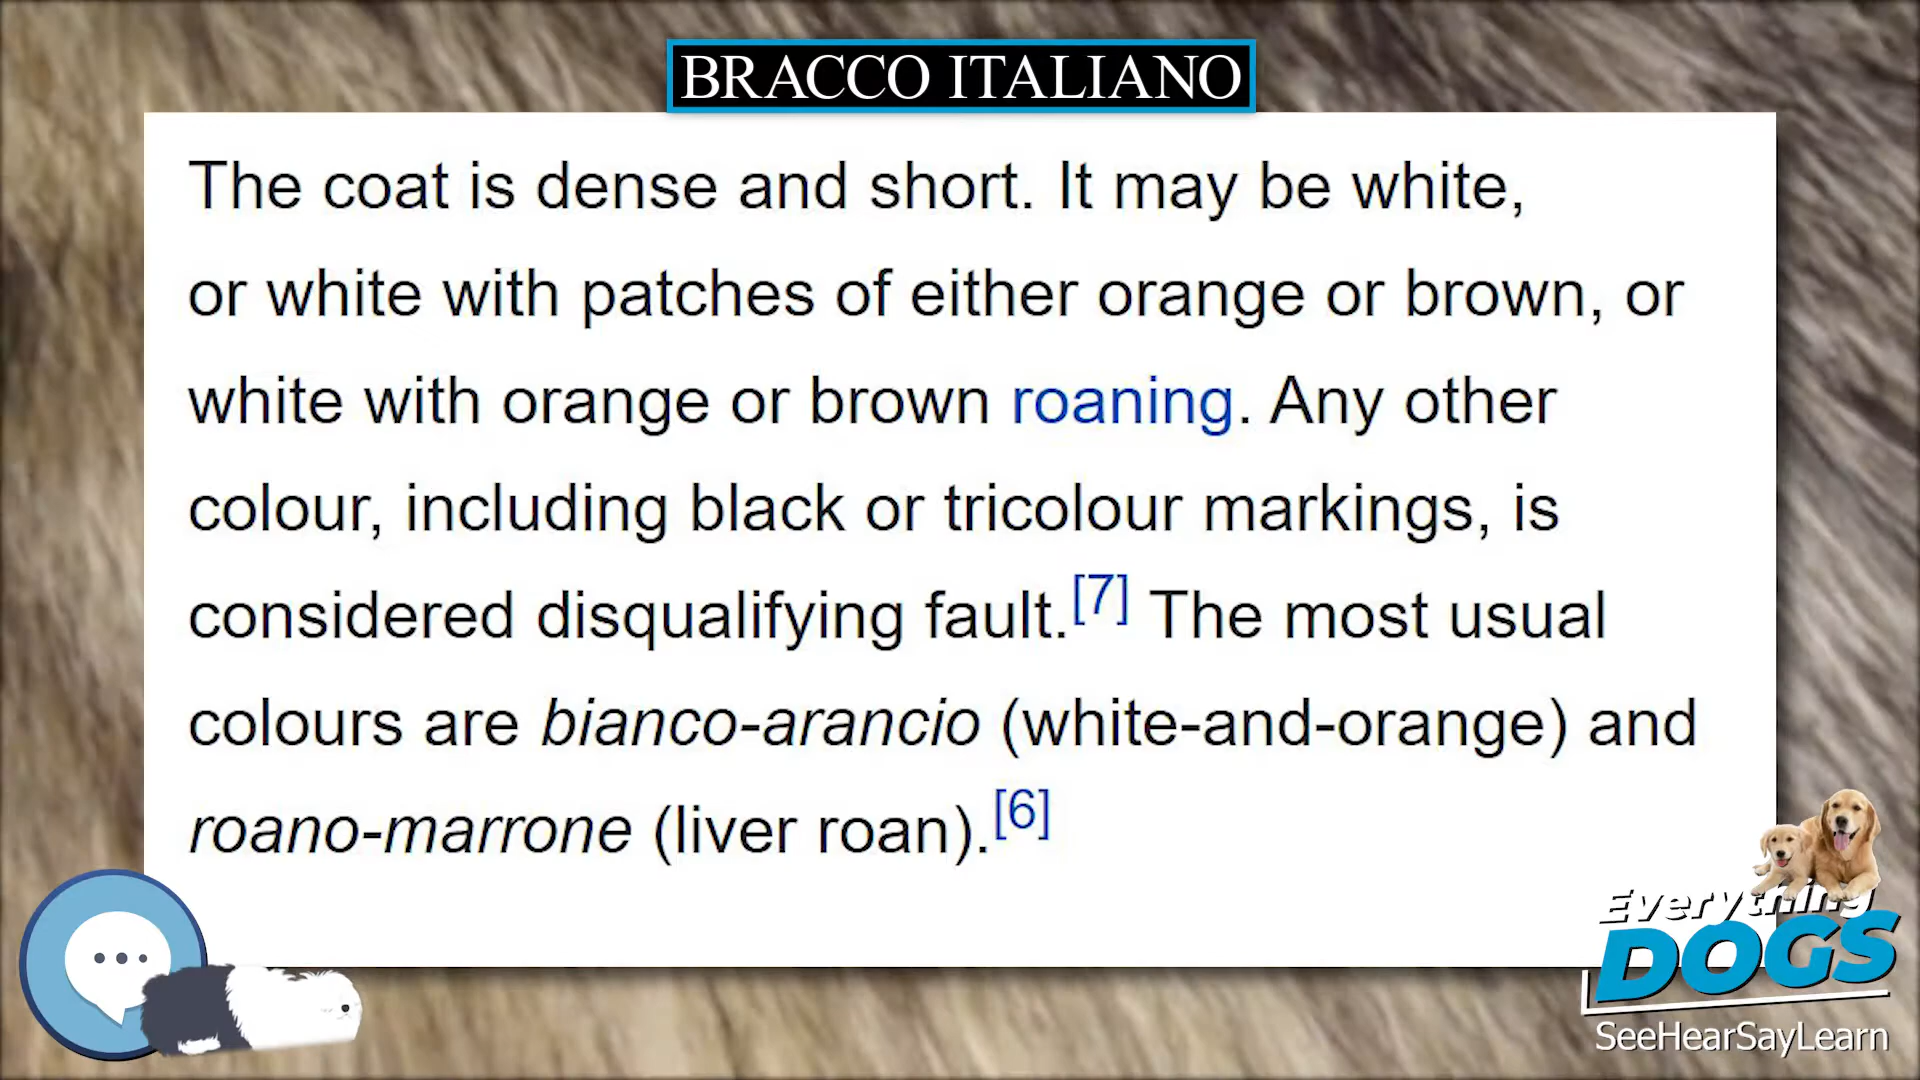 BRACCO ITALIANO
The coat is dense and short. It may be white,
or white with patches of either orange or brown, or
white with orange or brown roaning. Any other
colour, including black or tricolour markings, is
considered disqualifying fault.[7] The most usual
colours are bianco-arancio (white-and-orange) and
roano-marrone (liver roan).[6]
Everything
DOGS
SeeHearSayLearn